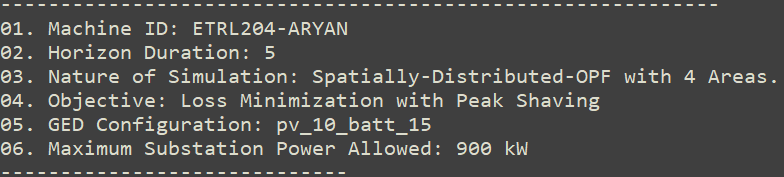 ------------------------------------------------------------
01. Machine ID: ETRL204-ARYAN
02. Horizon Duration: 5
03. Nature of Simulation: Spatially-Distributed-OPF with 4 Areas.
04. Objective: Loss Minimization with Peak Shaving
05. GED Configuration: pv_10_batt_15
06. Maximum Substation Power Allowed: 900 kW
-----------------------------